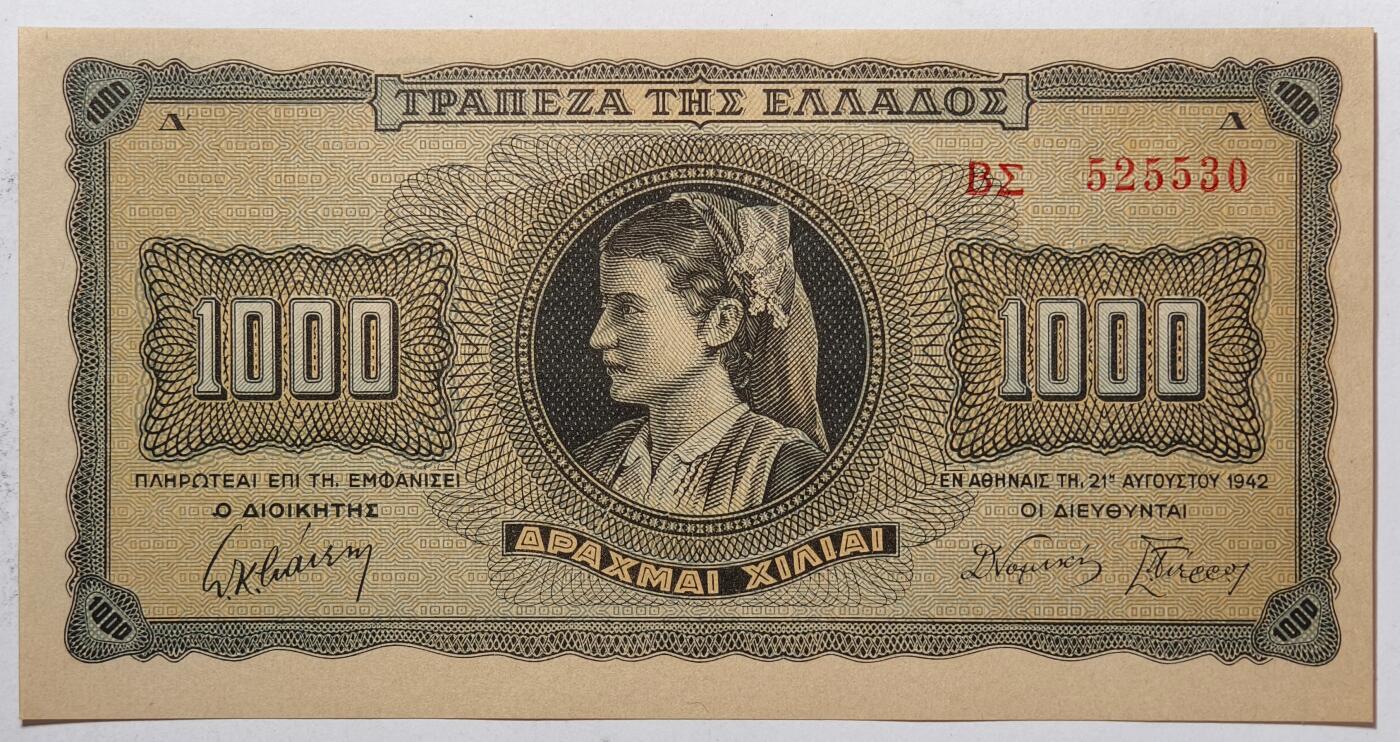 1000 1000
ΤΡΑΠΕΖΑ ΤΗΣ ΕΛΛΑΔΟΣ
Δ Δ
ΒΣ 525530
1000 1000
ΠΛΗΡΩΤΕΑΙ ΕΠΙ ΤΗ, ΕΜΦΑΝΙΣΕΙ
ΕΝ ΑΘΗΝΑΙΣ ΤΗ, 21ῃ ΑΥΓΟΥΣΤΟΥ 1942
Ο ΔΙΟΙΚΗΤΗΣ
ΟΙ ΔΙΕΥΘΥΝΤΑΙ
ΔΡΑΧΜΑΙ ΧΙΛΙΑΙ
1000 1000